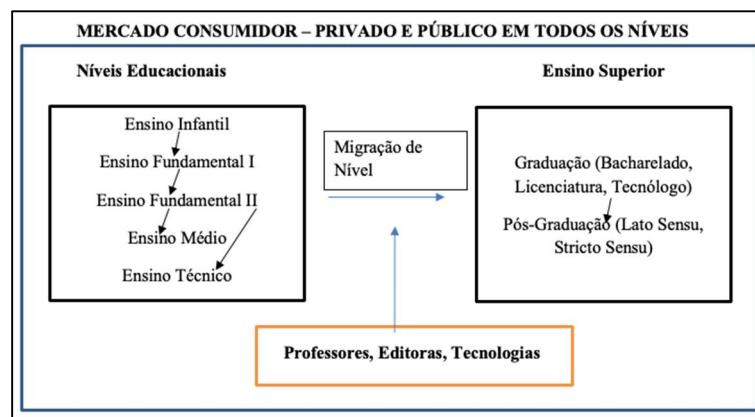 MERCADO CONSUMIDOR – PRIVADO E PÚBLICO EM TODOS OS NÍVEIS
Níveis Educacionais
Ensino Infantil
Ensino Fundamental I
Ensino Fundamental II
Ensino Médio
Ensino Técnico
Migração de
Nível
Ensino Superior
Graduação (Bacharelado,
Licenciatura, Tecnólogo)
Pós-Graduação (Lato Sensu,
Stricto Sensu)
Professores, Editoras, Tecnologias